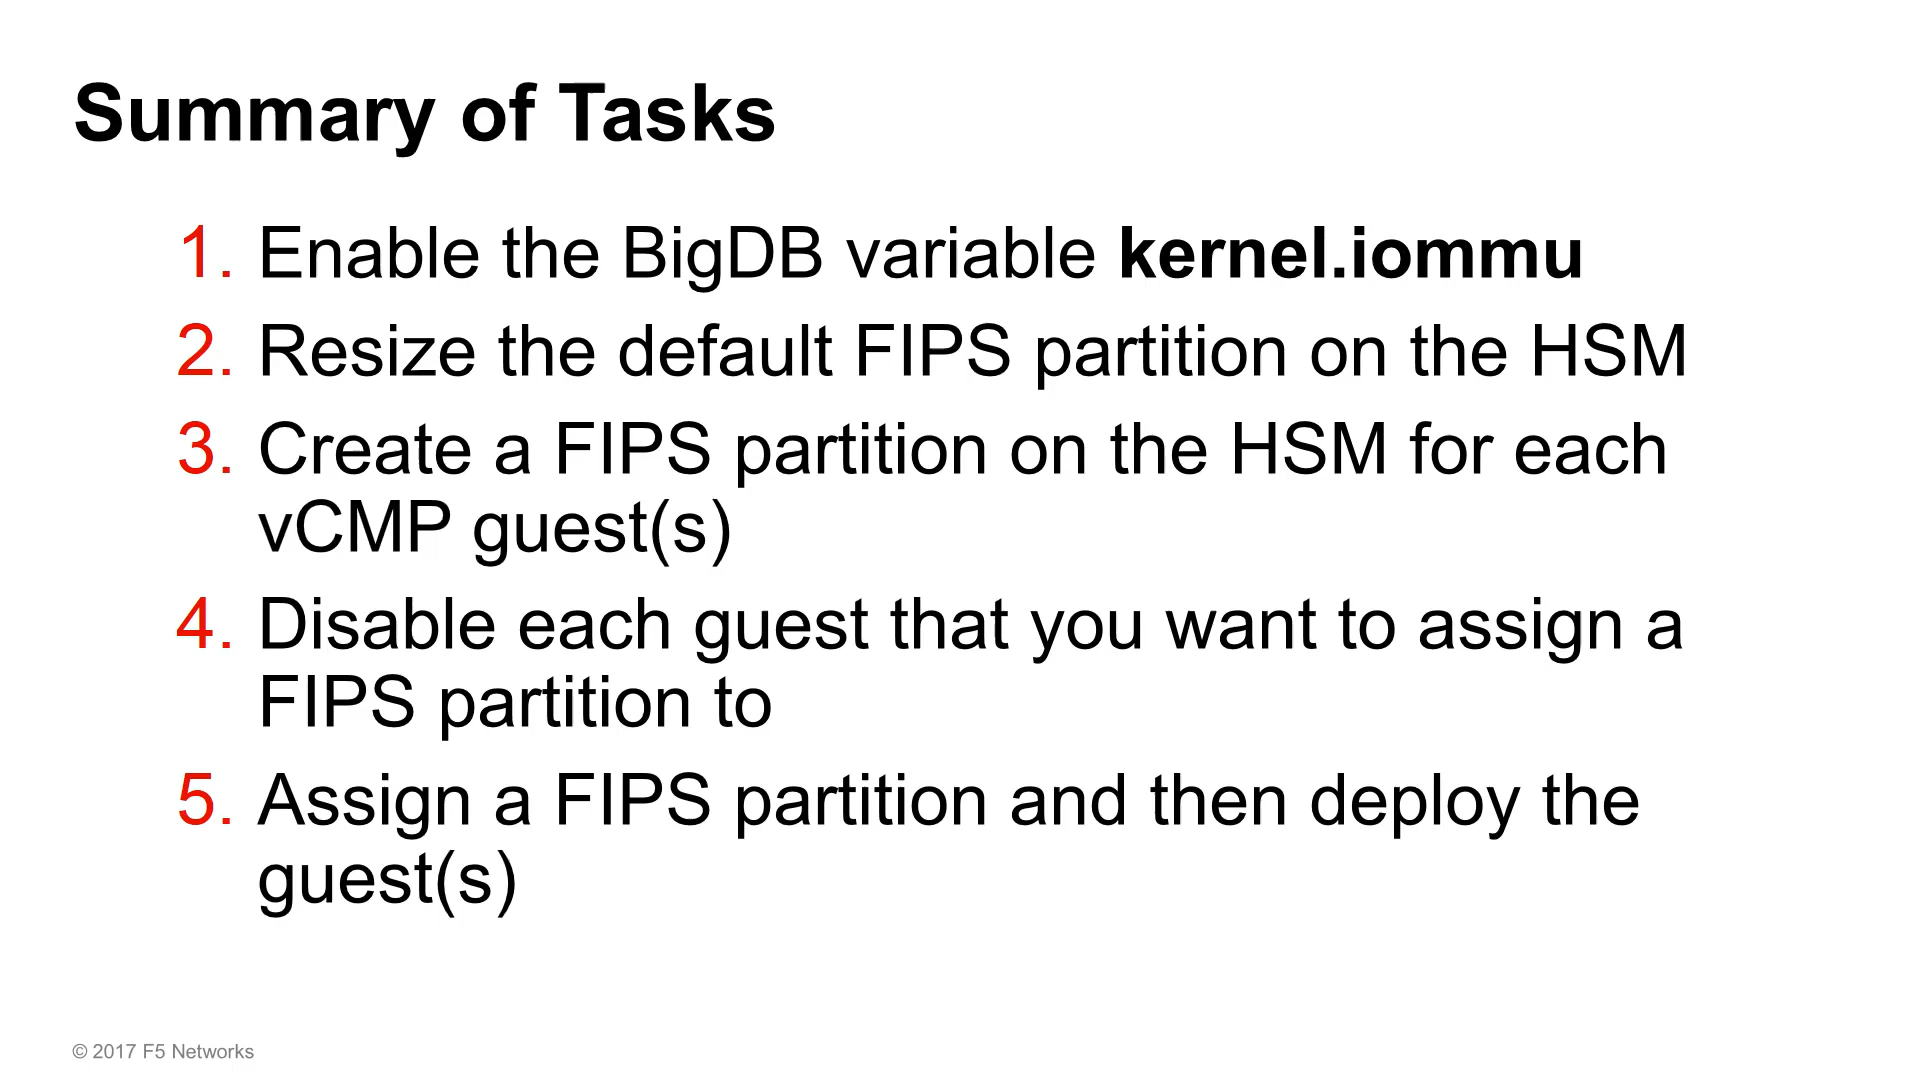 Summary of Tasks
1. Enable the BigDB variable kernel.iommu
2. Resize the default FIPS partition on the HSM
3. Create a FIPS partition on the HSM for each
vCMP guest(s)
4. Disable each guest that you want to assign a
FIPS partition to
5. Assign a FIPS partition and then deploy the
guest(s)
© 2017 F5 Networks